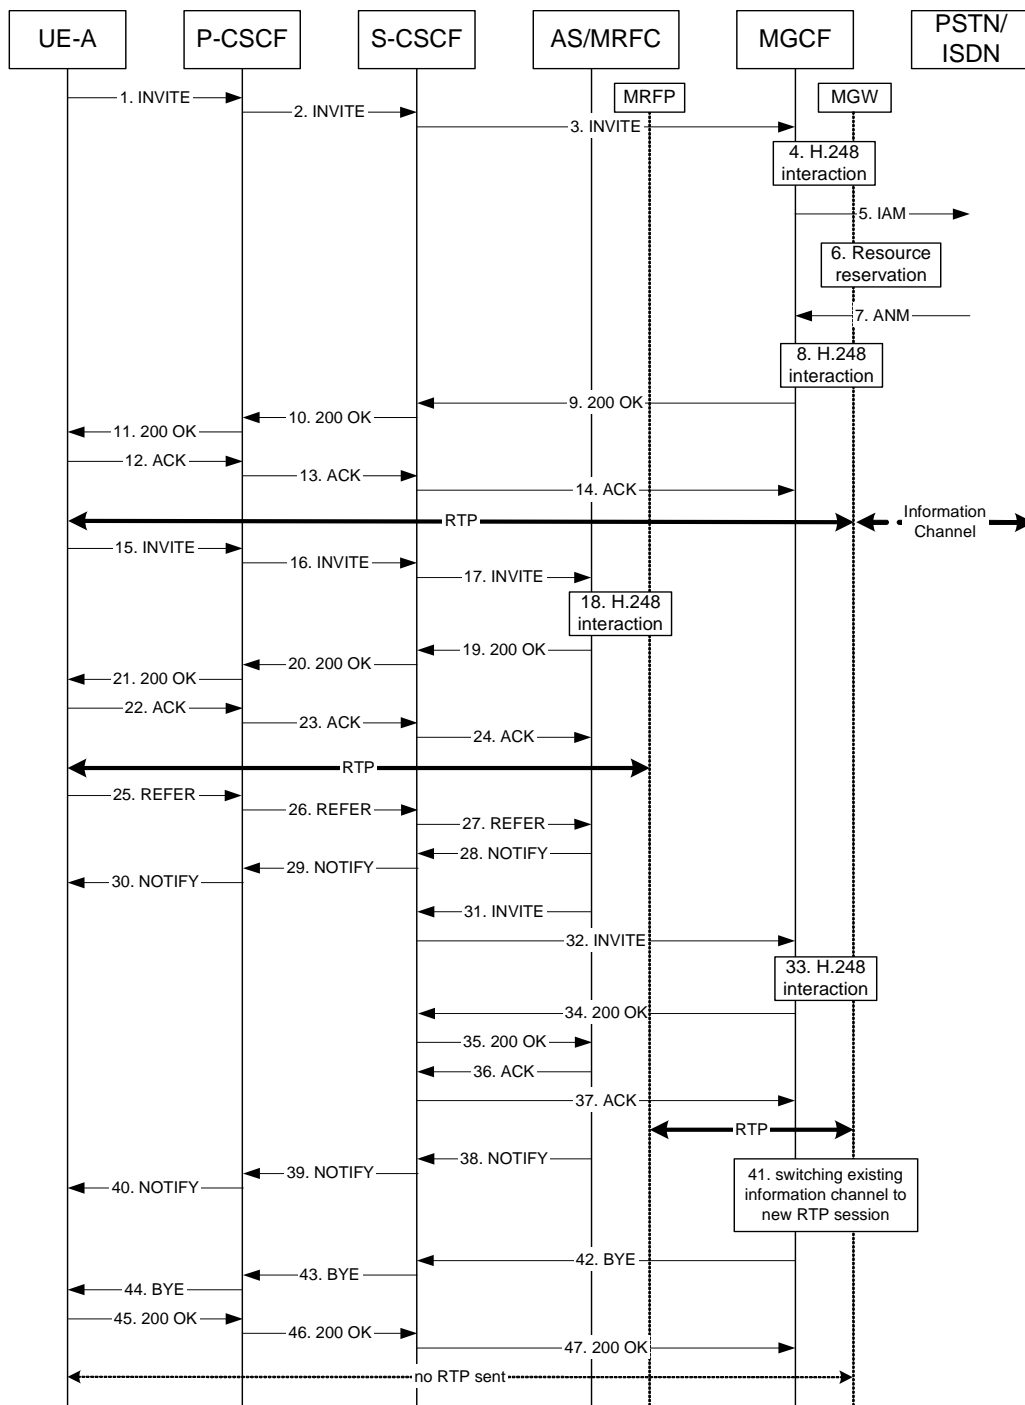 UE-A
P-CSCF
S-CSCF
AS/MRFC
MGCF
PSTN/
ISDN
MRFP
MGW
1. INVITE
2. INVITE
3. INVITE
4. H.248
interaction
5. IAM
6. Resource
reservation
7. ANM
8. H.248
interaction
9. 200 OK
10. 200 OK
11. 200 OK
12. ACK
13. ACK
14. ACK
RTP
Information
Channel
15. INVITE
16. INVITE
17. INVITE
18. H.248
interaction
19. 200 OK
20. 200 OK
21. 200 OK
22. ACK
23. ACK
24. ACK
RTP
25. REFER
26. REFER
27. REFER
28. NOTIFY
29. NOTIFY
30. NOTIFY
31. INVITE
32. INVITE
33. H.248
interaction
34. 200 OK
35. 200 OK
36. ACK
37. ACK
RTP
38. NOTIFY
39. NOTIFY
40. NOTIFY
41. switching existing
information channel to
new RTP session
42. BYE
43. BYE
44. BYE
45. 200 OK
46. 200 OK
47. 200 OK
no RTP sent